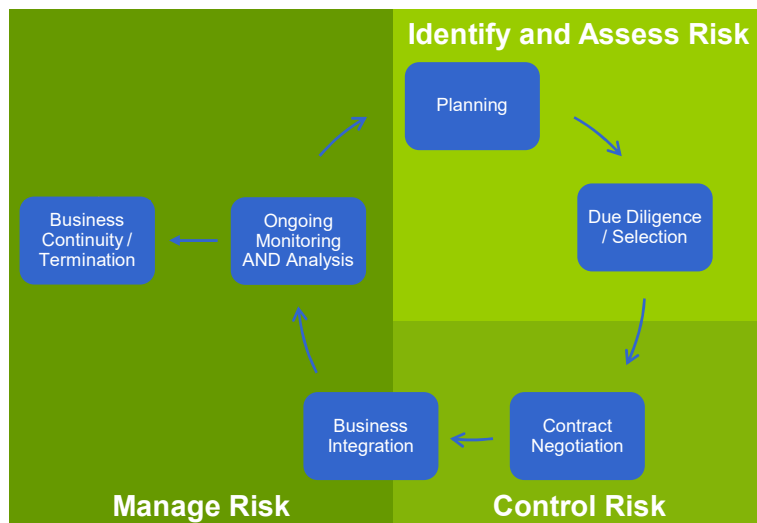 Identify and Assess Risk
Planning
Due Diligence
/ Selection
Business
Continuity /
Termination
Ongoing
Monitoring
AND Analysis
Business
Integration
Contract
Negotiation
Manage Risk
Control Risk